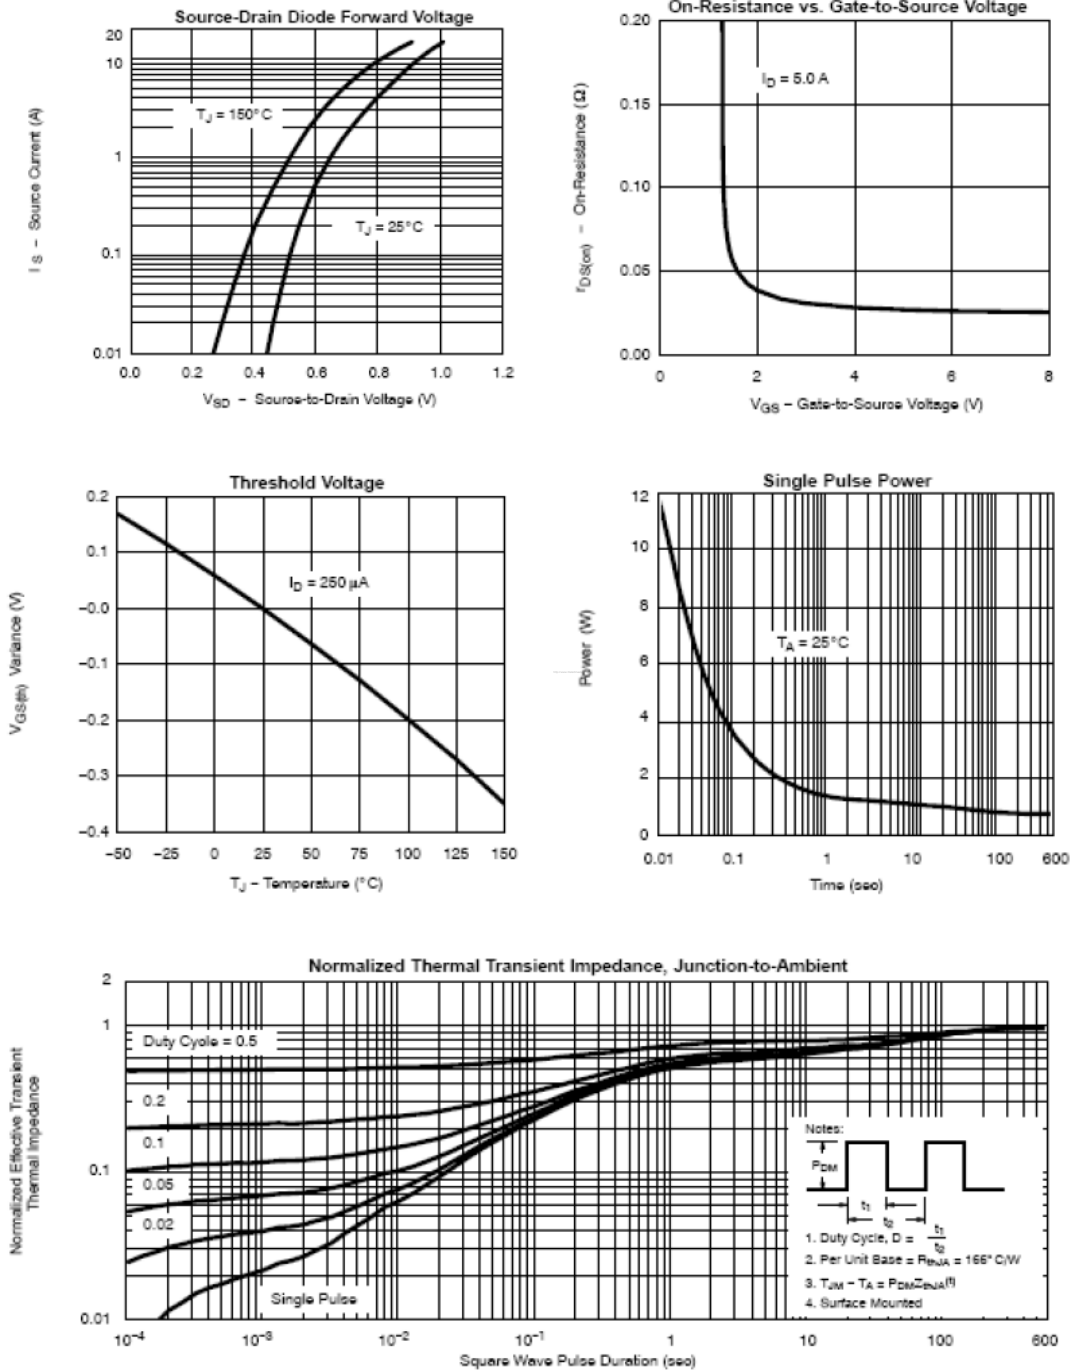 Source-Drain Diode Forward Voltage
20
10
1
0.1
0.01
I S – Source Current (A)
TJ = 150°C
TJ = 25°C
0.0 0.2 0.4 0.6 0.8 1.0 1.2
VSD – Source-to-Drain Voltage (V)
On-Resistance vs. Gate-to-Source Voltage
0.20
0.15
0.10
0.05
0.00
rDS(on) – On-Resistance (Ω)
ID = 5.0 A
0 2 4 6 8
VGS – Gate-to-Source Voltage (V)
Threshold Voltage
0.2
0.1
–0.0
–0.1
–0.2
–0.3
–0.4
VGS(th) Variance (V)
ID = 250 µA
–50 –25 0 25 50 75 100 125 150
TJ – Temperature (°C)
Single Pulse Power
12
10
8
6
4
2
0
Power (W)
TA = 25°C
0.01 0.1 1 10 100 600
Time (sec)
Normalized Thermal Transient Impedance, Junction-to-Ambient
2
1
0.1
0.01
Normalized Effective Transient
Thermal Impedance
Duty Cycle = 0.5
0.2
0.1
0.05
0.02
Single Pulse
Notes:
PDM
t1
t2
1. Duty Cycle, D = t1/t2
2. Per Unit Base = RthJA = 166°C/W
3. TJM – TA = PDMZthJA(t)
4. Surface Mounted
10–4 10–3 10–2 10–1 1 10 100 600
Square Wave Pulse Duration (sec)